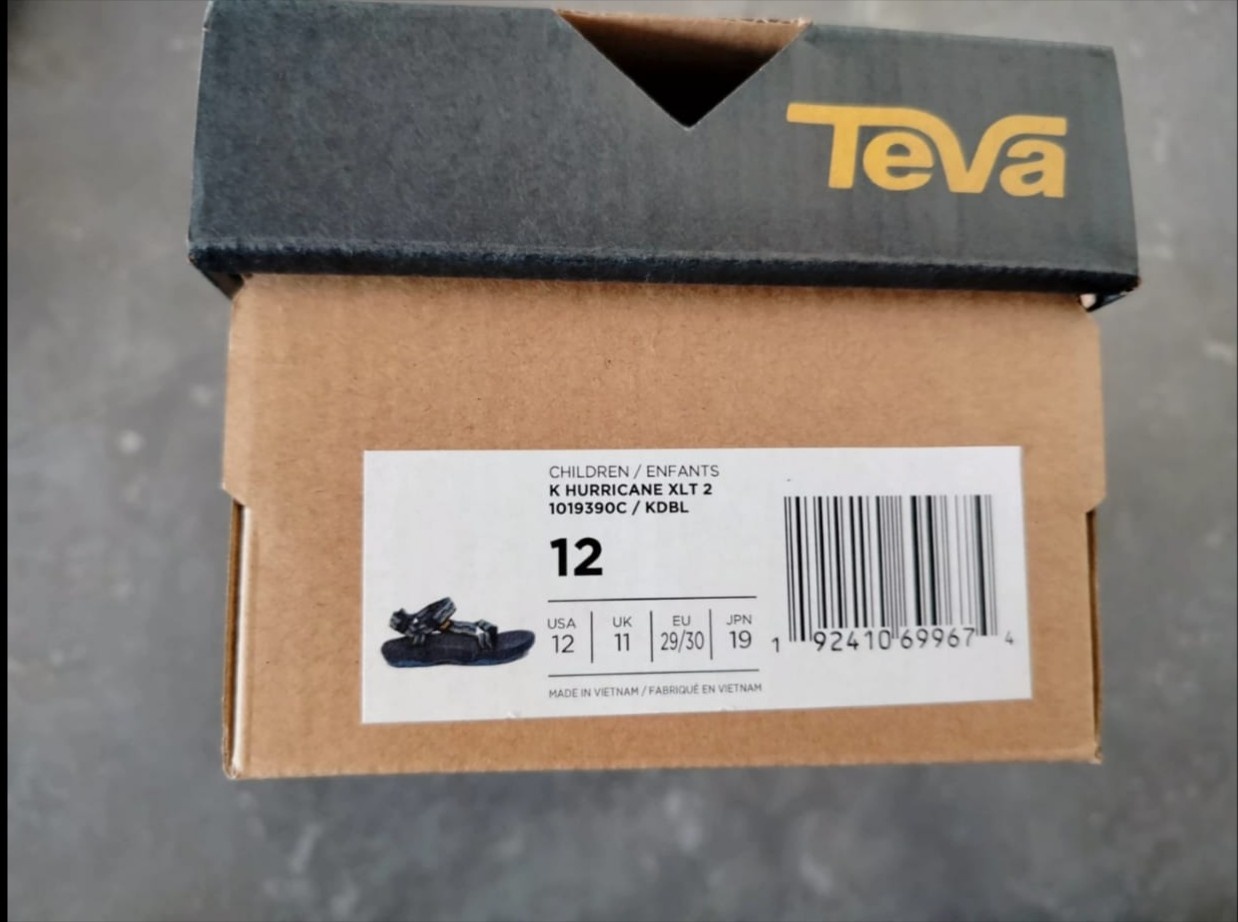 Teva
CHILDREN / ENFANTS
K HURRICANE XLT 2
1019390C / KDBL
12
USA UK EU JPN
12 11 29/30 19
MADE IN VIETNAM / FABRIQUÉ EN VIETNAM
1 92410 69967 4